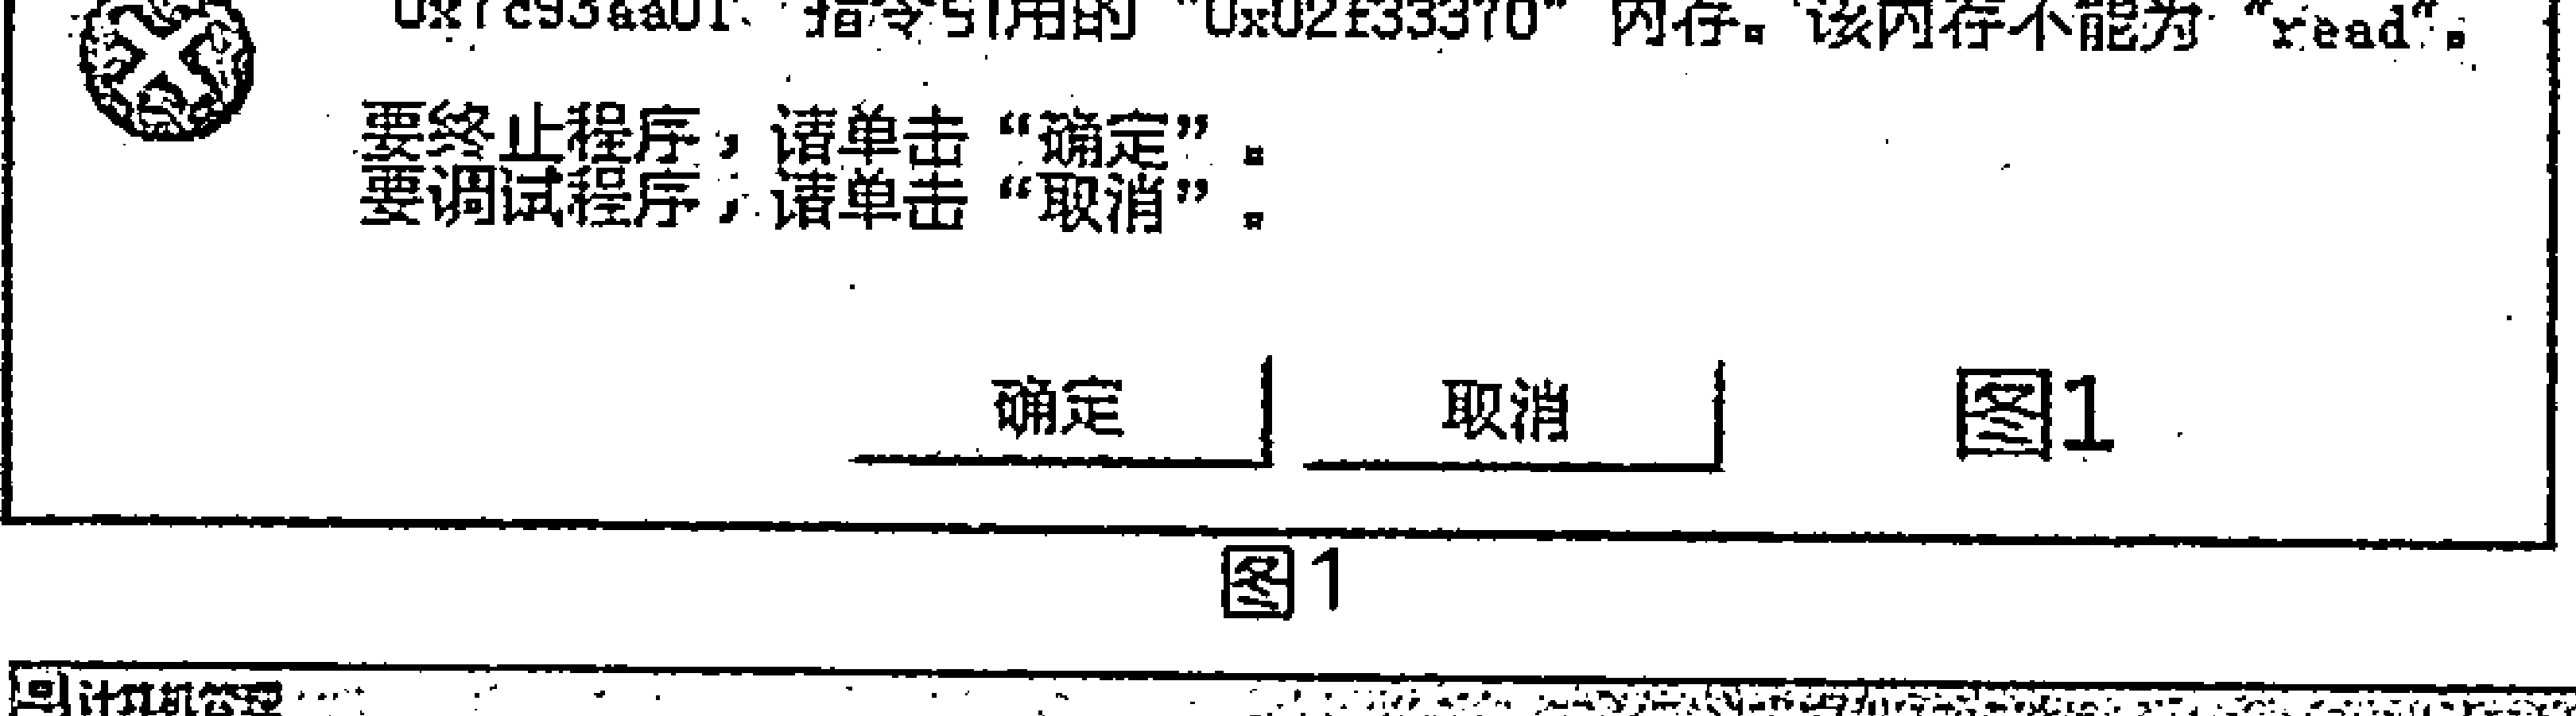 指令引用的 "0x02f33370" 内存。该内存不能为 "read"。
要终止程序，请单击 "确定"。
要调试程序，请单击 "取消"。
确定 取消 图1
图1
计算机管理